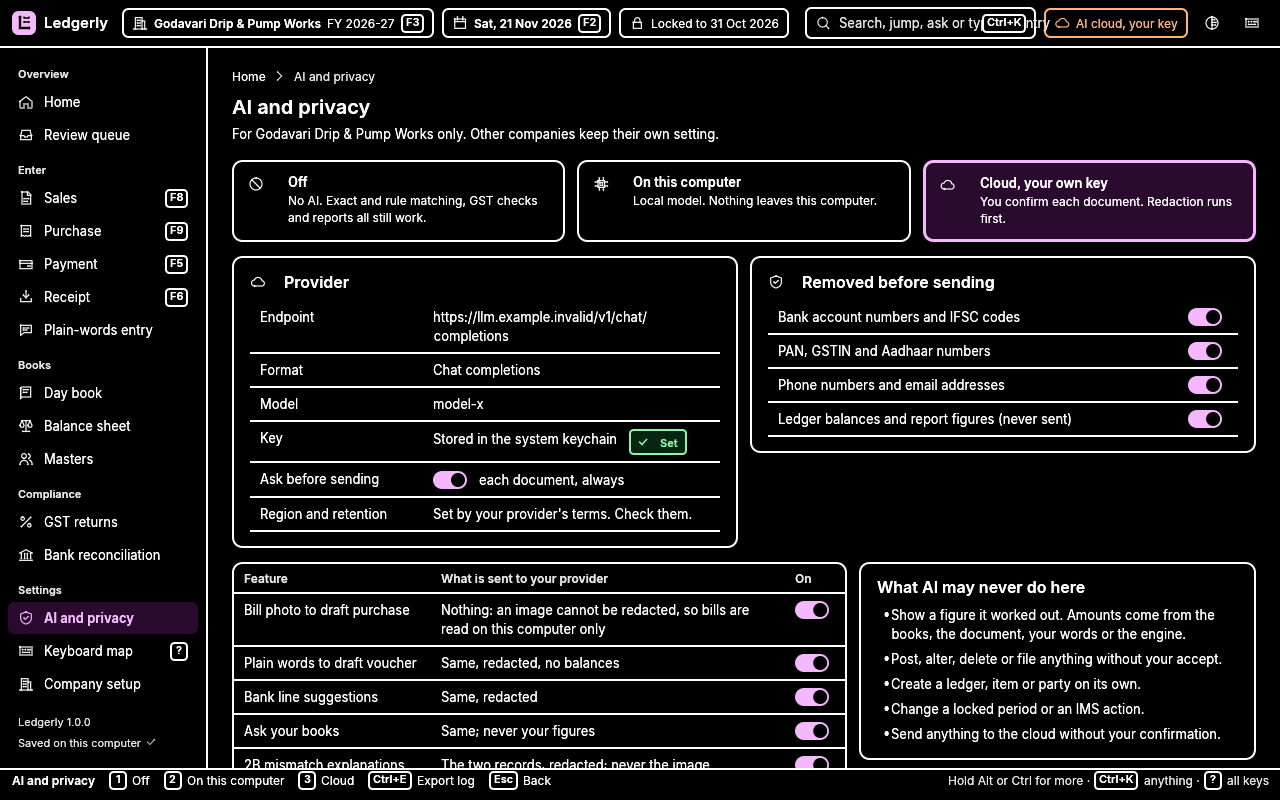 Ledgerly
Godavari Drip & Pump Works FY 2026-27 F3
Sat, 21 Nov 2026 F2
Locked to 31 Oct 2026
Search, jump, ask or ty Ctrl+K ntry
AI cloud, your key
Overview
Home
Review queue
Enter
Sales F8
Purchase F9
Payment F5
Receipt F6
Plain-words entry
Books
Day book
Balance sheet
Masters
Compliance
GST returns
Bank reconciliation
Settings
AI and privacy
Keyboard map ?
Company setup
Ledgerly 1.0.0
Saved on this computer
Home > AI and privacy
AI and privacy
For Godavari Drip & Pump Works only. Other companies keep their own setting.
Off
No AI. Exact and rule matching, GST checks
and reports all still work.
On this computer
Local model. Nothing leaves this computer.
Cloud, your own key
You confirm each document. Redaction runs
first.
Provider
Endpoint https://llm.example.invalid/v1/chat/
completions
Format Chat completions
Model model-x
Key Stored in the system keychain Set
Ask before sending each document, always
Region and retention Set by your provider's terms. Check them.
Removed before sending
Bank account numbers and IFSC codes
PAN, GSTIN and Aadhaar numbers
Phone numbers and email addresses
Ledger balances and report figures (never sent)
Feature What is sent to your provider On
Bill photo to draft purchase Nothing: an image cannot be redacted, so bills are
read on this computer only
Plain words to draft voucher Same, redacted, no balances
Bank line suggestions Same, redacted
Ask your books Same; never your figures
2B mismatch explanations The two records, redacted; never the image
What AI may never do here
•Show a figure it worked out. Amounts come from the
books, the document, your words or the engine.
•Post, alter, delete or file anything without your accept.
•Create a ledger, item or party on its own.
•Change a locked period or an IMS action.
•Send anything to the cloud without your confirmation.
AI and privacy 1 Off 2 On this computer 3 Cloud Ctrl+E Export log Esc Back
Hold Alt or Ctrl for more · Ctrl+K anything · ? all keys